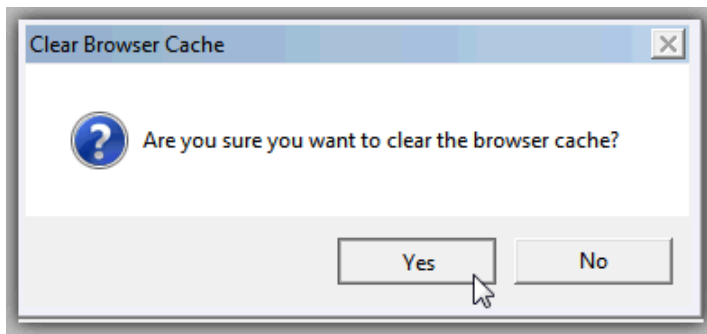 Clear Browser Cache
Are you sure you want to clear the browser cache?
Yes No